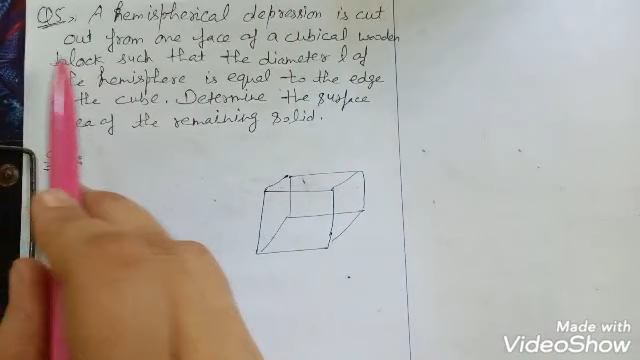 Q5. A hemispherical depression is cut
out from one face of a cubical wooden
block such that the diameter l of
hemisphere is equal to the edge
the cube. Determine the surface
of the remaining solid.
Made with
VideoShow